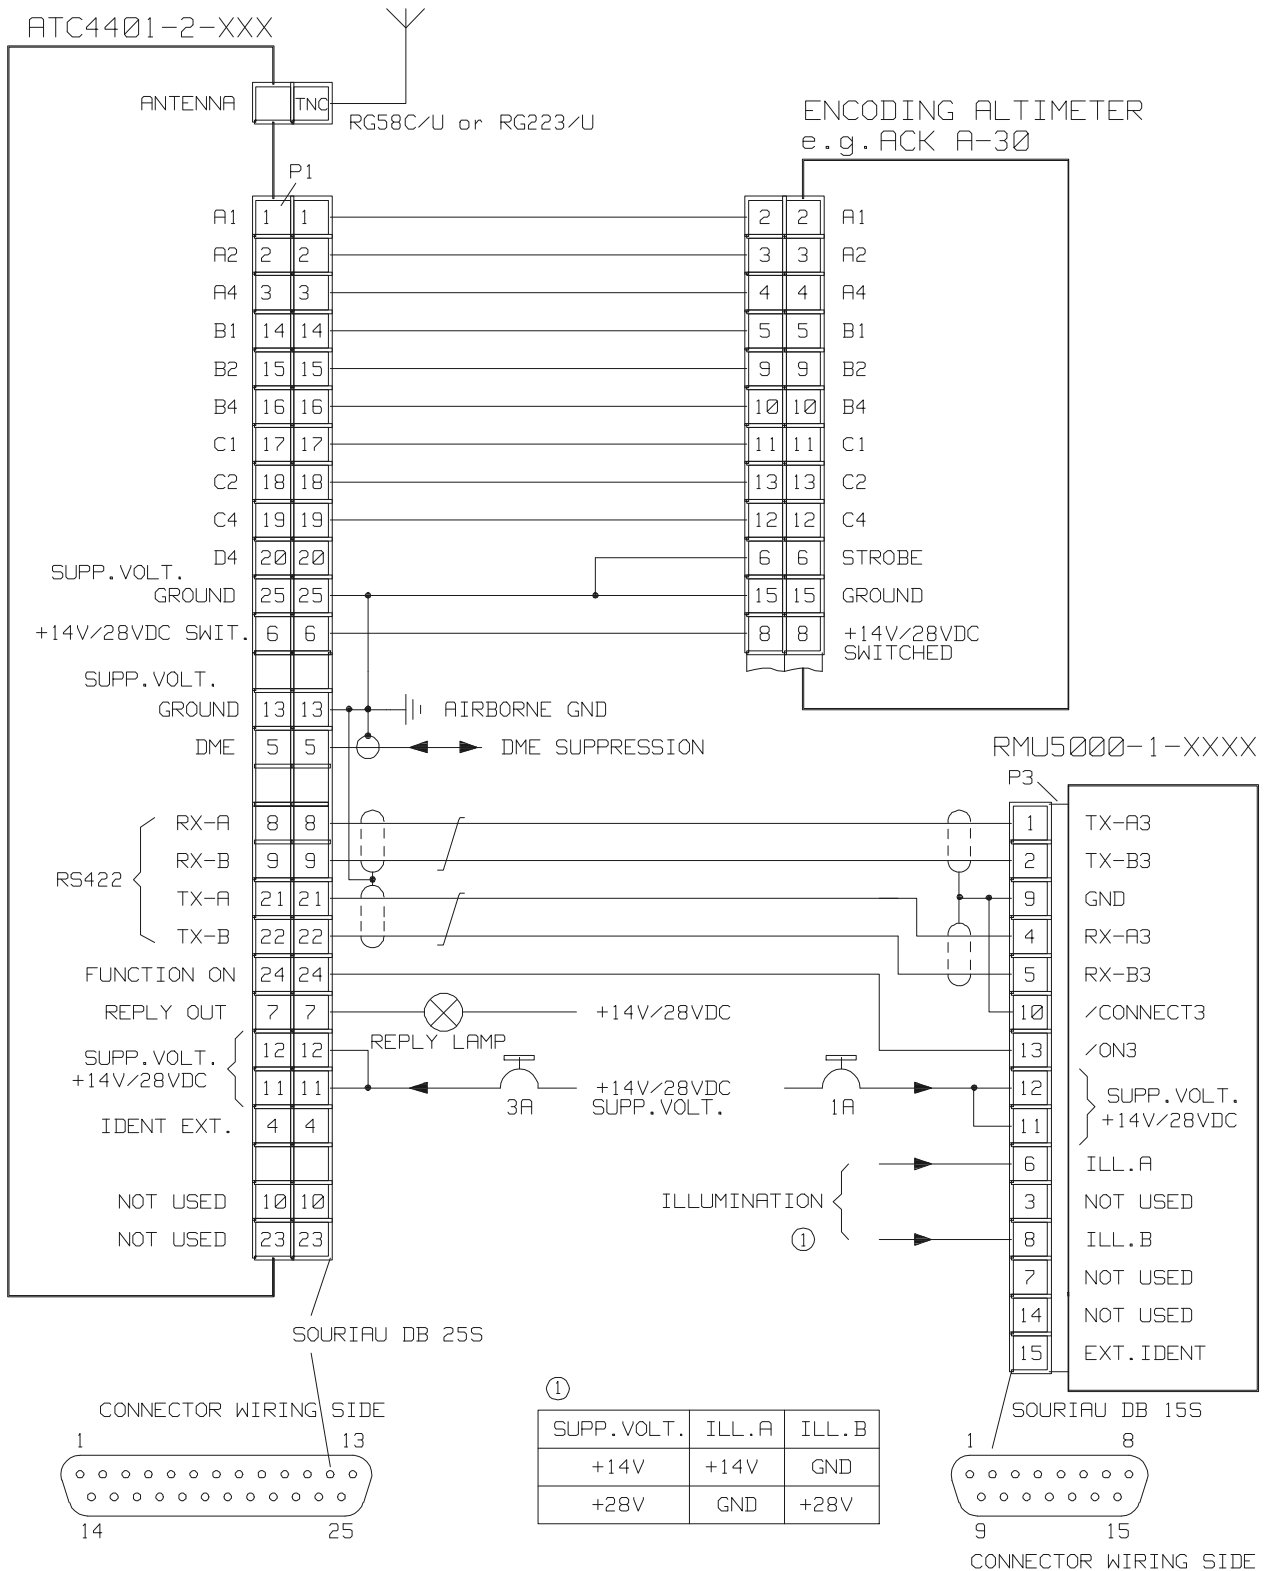 ATC4401-2-XXX
ANTENNA
TNC
RG58C/U or RG223/U
ENCODING ALTIMETER
e.g. ACK A-30
P1
A1 1 1 2 2 A1
A2 2 2 3 3 A2
A4 3 3 4 4 A4
B1 14 14 5 5 B1
B2 15 15 9 9 B2
B4 16 16 10 10 B4
C1 17 17 11 11 C1
C2 18 18 13 13 C2
C4 19 19 12 12 C4
D4 20 20 6 6 STROBE
SUPP.VOLT.
GROUND 25 25 15 15 GROUND
+14V/28VDC SWIT. 6 6 8 8 +14V/28VDC
SWITCHED
SUPP.VOLT.
GROUND 13 13 AIRBORNE GND
DME 5 5 DME SUPPRESSION
RMU5000-1-XXXX
P3
RX-A 8 8 1 TX-A3
RX-B 9 9 2 TX-B3
RS422
TX-A 21 21 9 GND
TX-B 22 22 4 RX-A3
FUNCTION ON 24 24 5 RX-B3
REPLY OUT 7 7 +14V/28VDC 10 /CONNECT3
REPLY LAMP
12 12 13 /ON3
SUPP.VOLT.
+14V/28VDC
11 11 +14V/28VDC 12
3A SUPP.VOLT. 1A
SUPP.VOLT.
+14V/28VDC
IDENT EXT. 4 4 11
6 ILL.A
NOT USED 10 10 ILLUMINATION 3 NOT USED
NOT USED 23 23 1 8 ILL.B
7 NOT USED
14 NOT USED
SOURIAU DB 25S
15 EXT.IDENT
1
CONNECTOR WIRING SIDE
SOURIAU DB 15S
1 13
14 25
SUPP.VOLT. ILL.A ILL.B
+14V +14V GND
+28V GND +28V
1 8
9 15
CONNECTOR WIRING SIDE